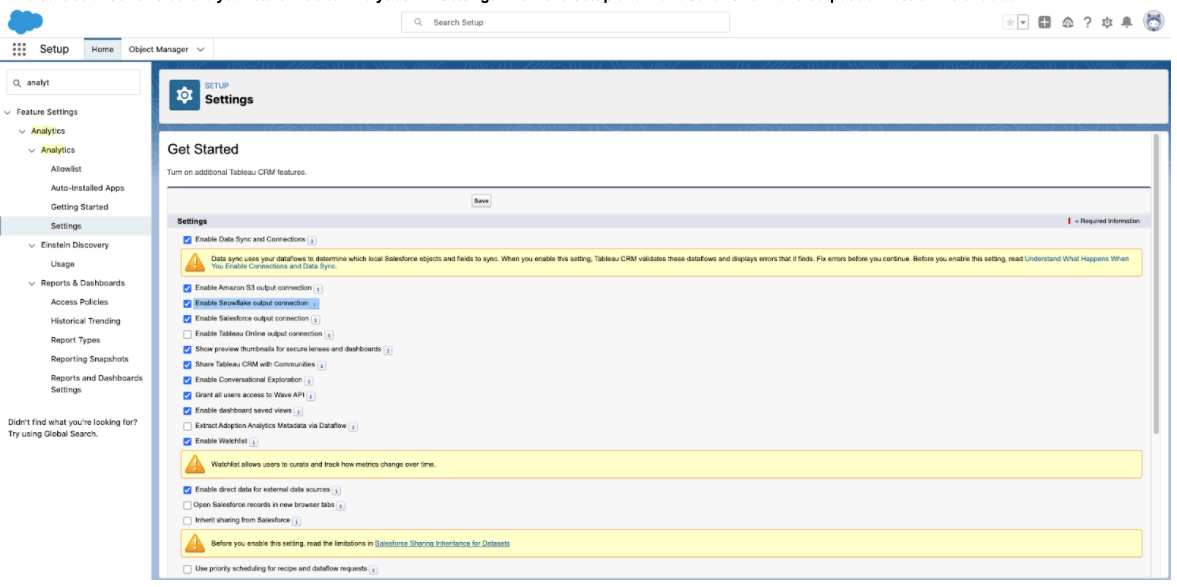 Search Setup
Setup
Home
Object Manager
analyt
Feature Settings
Analytics
Analytics
Allowlist
Auto-Installed Apps
Getting Started
Settings
Einstein Discovery
Usage
Reports & Dashboards
Access Policies
Historical Trending
Report Types
Reporting Snapshots
Reports and Dashboards
Settings
Didn't find what you're looking for?
Try using Global Search.
SETUP
Settings
Get Started
Turn on additional Tableau CRM features.
Save
Settings
= Required Information
Enable Data Sync and Connections
Data sync uses your dataflows to determine which local Salesforce objects and fields to sync. When you enable this setting, Tableau CRM validates these dataflows and displays errors that it finds. Fix errors before you continue. Before you enable this setting, read Understand What Happens When
You Enable Connections and Data Sync.
Enable Amazon S3 output connection
Enable Snowflake output connection
Enable Salesforce output connection
Enable Tableau Online output connection
Show preview thumbnails for secure lenses and dashboards
Share Tableau CRM with Communities
Enable Conversational Exploration
Grant all users access to Wave API
Enable dashboard saved views
Extract Adoption Analytics Metadata via Dataflow
Enable Watchlist
Watchlist allows users to curate and track how metrics change over time.
Enable direct data for external data sources
Open Salesforce records in new browser tabs
Inherit sharing from Salesforce
Before you enable this setting, read the limitations in Salesforce Sharing Inheritance for Datasets
Use priority scheduling for recipe and dataflow requests